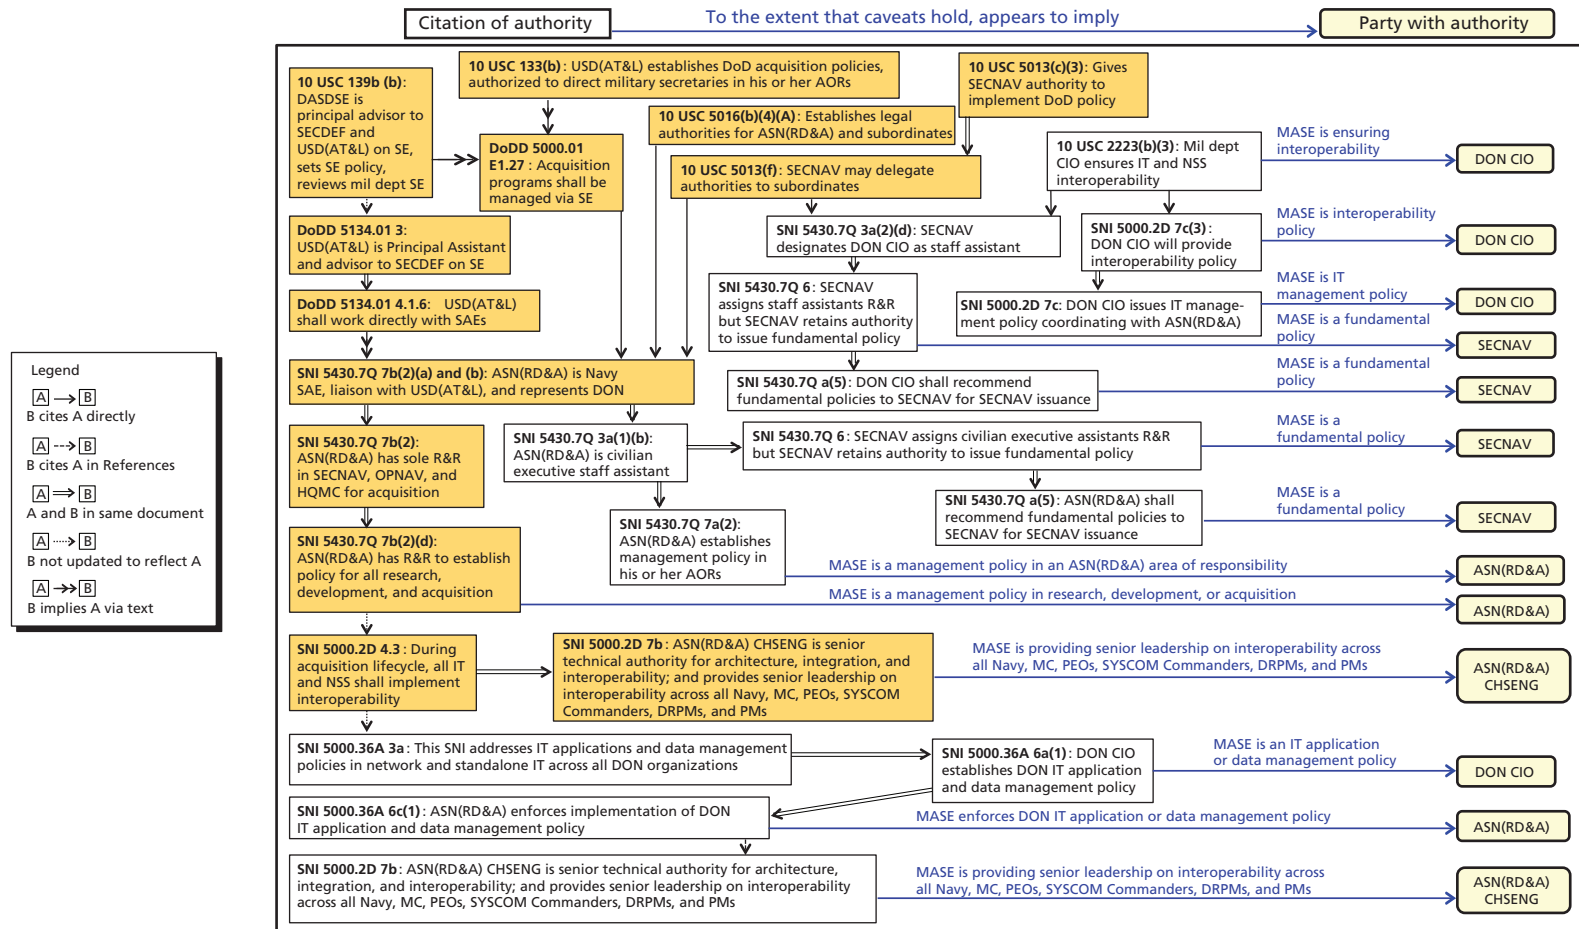 Citation of authority
To the extent that caveats hold, appears to imply
Party with authority
10 USC 139b (b):
DASDSE is
principal advisor to
SECDEF and
USD(AT&L) on SE,
sets SE policy,
reviews mil dept SE
10 USC 133(b): USD(AT&L) establishes DoD acquisition policies,
authorized to direct military secretaries in his or her AORs
10 USC 5013(c)(3): Gives
SECNAV authority to
implement DoD policy
10 USC 5016(b)(4)(A): Establishes legal
authorities for ASN(RD&A) and subordinates
DoDD 5000.01
E1.27 : Acquisition
programs shall be
managed via SE
10 USC 5013(f): SECNAV may delegate
authorities to subordinates
10 USC 2223(b)(3): Mil dept
CIO ensures IT and NSS
interoperability
MASE is ensuring
interoperability
DON CIO
DoDD 5134.01 3:
USD(AT&L) is Principal Assistant
and advisor to SECDEF on SE
SNI 5430.7Q 3a(2)(d): SECNAV
designates DON CIO as staff assistant
SNI 5000.2D 7c(3)
DON CIO will provide
interoperability policy
MASE is interoperability
policy
DON CIO
DoDD 5134.01 4.1.6: USD(AT&L)
shall work directly with SAEs
SNI 5430.7Q 6 : SECNAV
assigns staff assistants R&R
but SECNAV retains authority
to issue fundamental policy
SNI 5000.2D 7c: DON CIO issues IT manage-
ment policy coordinating with ASN(RD&A)
MASE is IT
management policy
DON CIO
MASE is a fundamental
policy
SECNAV
Legend
A B
B cites A directly
A B
B cites A in References
A B
A and B in same document
A B
B not updated to reflect A
A B
B implies A via text
SNI 5430.7Q 7b(2)(a) and (b): ASN(RD&A) is Navy
SAE, liaison with USD(AT&L), and represents DON
SNI 5430.7Q a(5): DON CIO shall recommend
fundamental policies to SECNAV for SECNAV issuance
MASE is a fundamental
policy
SECNAV
SNI 5430.7Q 7b(2):
ASN(RD&A) has sole R&R
in SECNAV, OPNAV, and
HQMC for acquisition
SNI 5430.7Q 3a(1)(b):
ASN(RD&A) is civilian
executive staff assistant
SNI 5430.7Q 6 : SECNAV assigns civilian executive assistants R&R
but SECNAV retains authority to issue fundamental policy
MASE is a
fundamental policy
SECNAV
SNI 5430.7Q a(5): ASN(RD&A) shall
recommend fundamental policies to
SECNAV for SECNAV issuance
MASE is a
fundamental policy
SECNAV
SNI 5430.7Q 7a(2):
ASN(RD&A) establishes
management policy in
his or her AORs
SNI 5430.7Q 7b(2)(d):
ASN(RD&A) has R&R to establish
policy for all research,
development, and acquisition
MASE is a management policy in an ASN(RD&A) area of responsibility
ASN(RD&A)
MASE is a management policy in research, development, or acquisition
ASN(RD&A)
SNI 5000.2D 4.3 : During
acquisition lifecycle, all IT
and NSS shall implement
interoperability
SNI 5000.2D 7b : ASN(RD&A) CHSENG is senior
technical authority for architecture, integration, and
interoperability; and provides senior leadership on
interoperability across all Navy, MC, PEOs, SYSCOM
Commanders, DRPMs, and PMs
MASE is providing senior leadership on interoperability across
all Navy, MC, PEOs, SYSCOM Commanders, DRPMs, and PMs
ASN(RD&A)
CHSENG
SNI 5000.36A 3a : This SNI addresses IT applications and data management
policies in network and standalone IT across all DON organizations
SNI 5000.36A 6a(1) : DON CIO
establishes DON IT application
and data management policy
MASE is an IT application
or data management policy
DON CIO
SNI 5000.36A 6c(1) : ASN(RD&A) enforces implementation of DON
IT application and data management policy
MASE enforces DON IT application or data management policy
ASN(RD&A)
SNI 5000.2D 7b : ASN(RD&A) CHSENG is senior technical authority for architecture,
integration, and interoperability; and provides senior leadership on interoperability
across all Navy, MC, PEOs, SYSCOM Commanders, DRPMs, and PMs
MASE is providing senior leadership on interoperability across
all Navy, MC, PEOs, SYSCOM Commanders, DRPMs, and PMs
ASN(RD&A)
CHSENG